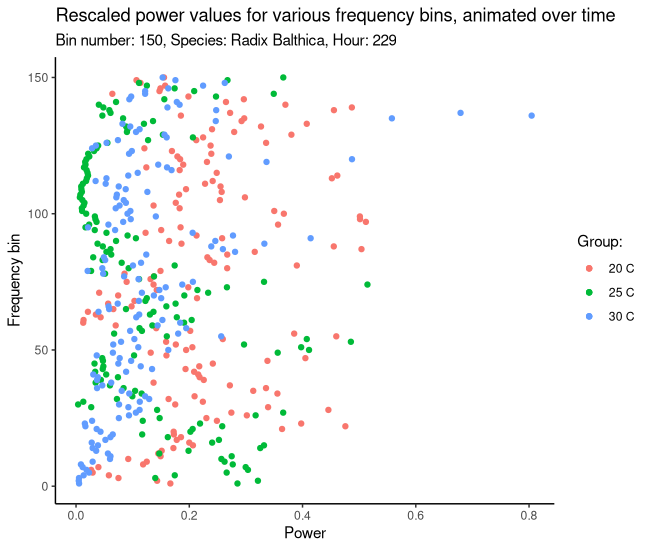 Rescaled power values for various frequency bins, animated over time
Bin number: 150, Species: Radix Balthica, Hour: 229
150
100
50
0
Frequency bin
0.0 0.2 0.4 0.6 0.8
Power
Group:
20 C
25 C
30 C